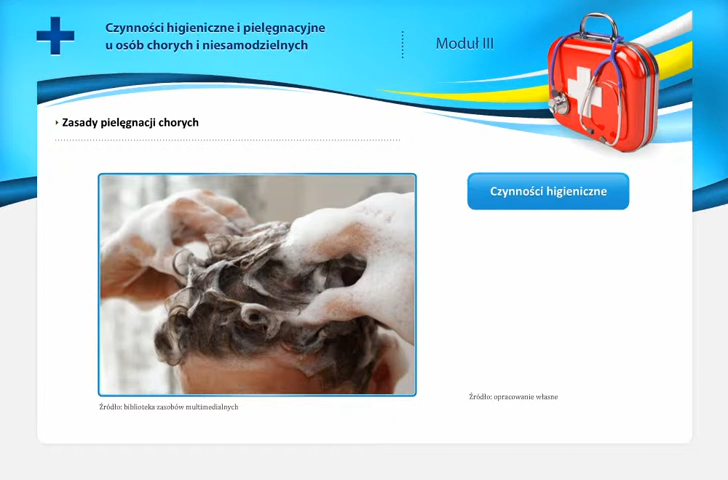 Czynności higieniczne i pielęgnacyjne
u osób chorych i niesamodzielnych
Moduł III
Zasady pielęgnacji chorych
Czynności higieniczne
Źródło: opracowanie własne
Źródło: biblioteka zasobów multimedialnych